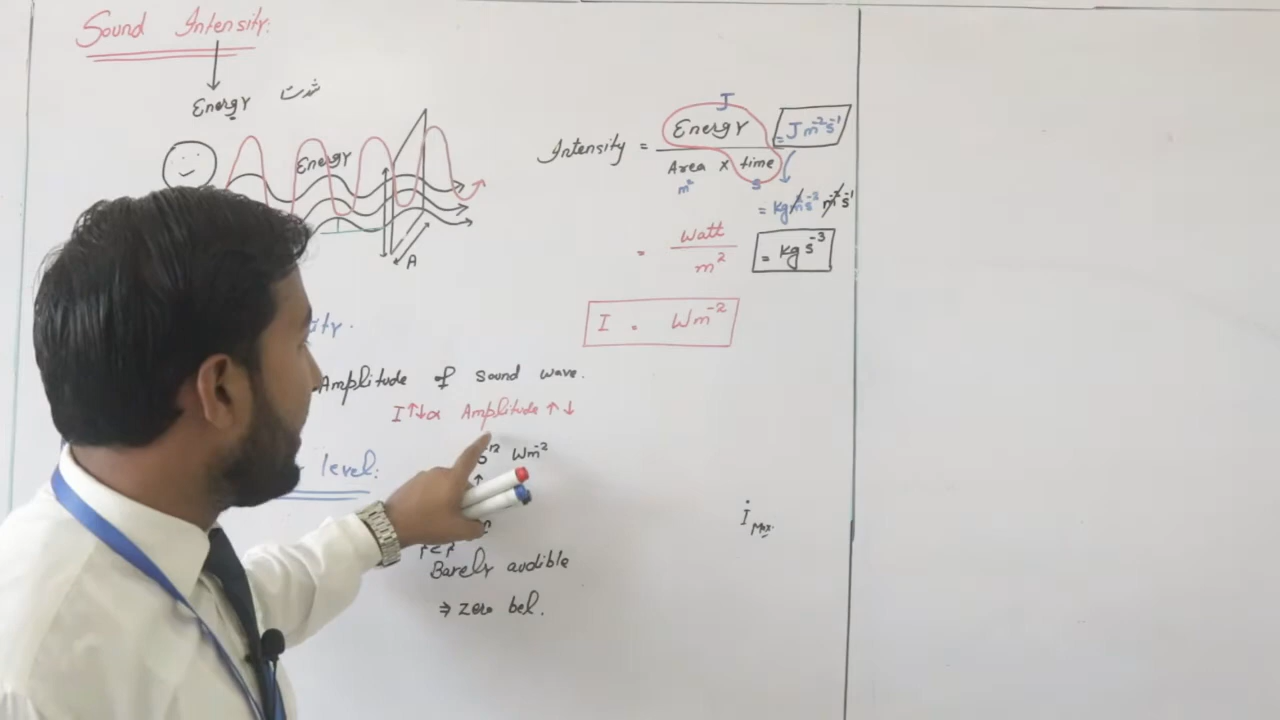 Sound Intensity.
Energy شدت
Energy
A
J
Intensity = Energy / Area × time = J m⁻² s⁻¹
m² s
= kg m² s⁻² m⁻² s⁻¹
= Watt / m²
= kg s⁻³
I . Wm⁻²
Amplitude of sound wave.
I ↑↓ ∝ Amplitude ↑ ↓
level:
Wm⁻²
I Max.
Barely audible
⇒ zero bel.